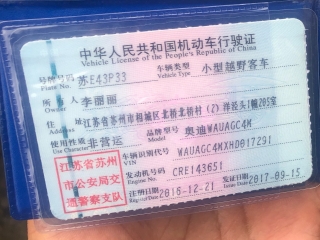 中华人民共和国机动车行驶证
Vehicle License of the People's Republic of China
号牌号码 苏E43P33 车辆类型 小型越野客车
Plate No. Vehicle Type
所有人 李丽丽
Owner
住址 江苏省苏州市相城区北桥北桥村(2)洋泾头1幢205室
Address
使用性质 非营运 品牌型号 奥迪WAUAGC4M
Use Character Model
江苏省苏州 车辆识别代号 WAUAGC4MXHD017291
VIN
市公安局交 发动机号码 CRE143651
Engine No.
通警察支队 注册日期 2016-12-21 发证日期 2017-09-15
Register Date Issue Date